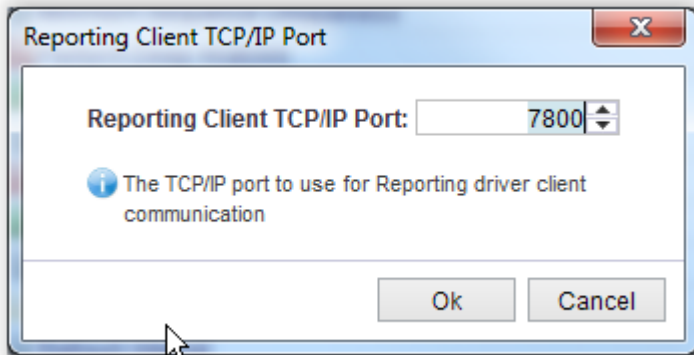 Reporting Client TCP/IP Port
Reporting Client TCP/IP Port: 7800
The TCP/IP port to use for Reporting driver client
communication
Ok Cancel